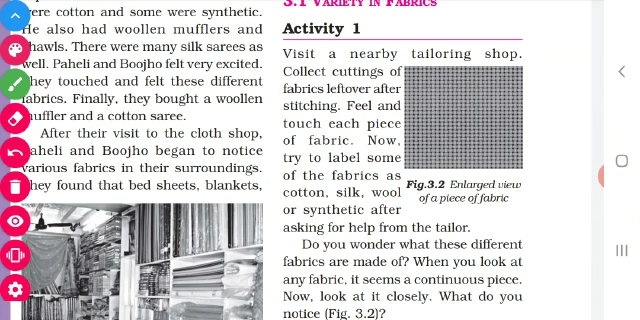 were cotton and some were synthetic.
He also had woollen mufflers and
shawls. There were many silk sarees as
well. Paheli and Boojho felt very excited.
They touched and felt these different
fabrics. Finally, they bought a woollen
muffler and a cotton saree.
After their visit to the cloth shop,
Paheli and Boojho began to notice
various fabrics in their surroundings.
They found that bed sheets, blankets,
3.1 VARIETY IN FABRICS
Activity 1
Visit a nearby tailoring shop.
Collect cuttings of
fabrics leftover after
stitching. Feel and
touch each piece
of fabric. Now,
try to label some
of the fabrics as
cotton, silk, wool
or synthetic after
asking for help from the tailor.
Fig.3.2 Enlarged view
of a piece of fabric
Do you wonder what these different
fabrics are made of? When you look at
any fabric, it seems a continuous piece.
Now, look at it closely. What do you
notice (Fig. 3.2)?